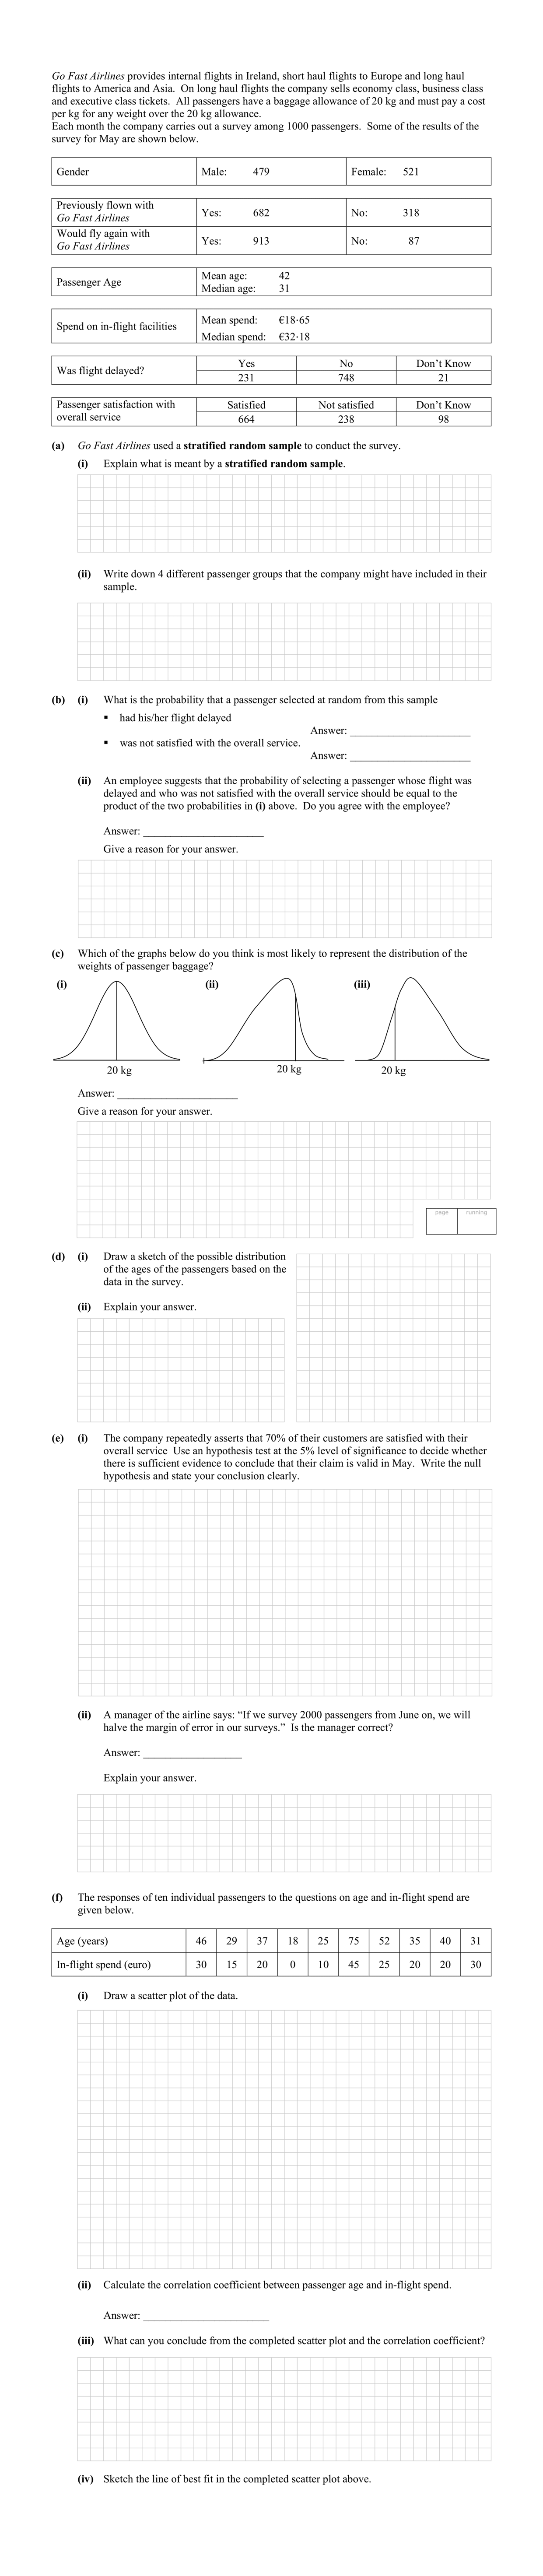 Go Fast Airlines provides internal flights in Ireland, short haul flights to Europe and long haul
flights to America and Asia. On long haul flights the company sells economy class, business class
and executive class tickets. All passengers have a baggage allowance of 20 kg and must pay a cost
per kg for any weight over the 20 kg allowance.
Each month the company carries out a survey among 1000 passengers. Some of the results of the
survey for May are shown below.
Gender Male: 479 Female: 521
Previously flown with
Go Fast Airlines Yes: 682 No: 318
Would fly again with
Go Fast Airlines Yes: 913 No: 87
Passenger Age Mean age: 42
Median age: 31
Spend on in-flight facilities Mean spend: €18·65
Median spend: €32·18
Was flight delayed? Yes No Don't Know
231 748 21
Passenger satisfaction with
overall service Satisfied Not satisfied Don't Know
664 238 98
(a) Go Fast Airlines used a stratified random sample to conduct the survey.
(i) Explain what is meant by a stratified random sample.
(ii) Write down 4 different passenger groups that the company might have included in their
sample.
(b) (i) What is the probability that a passenger selected at random from this sample
▪ had his/her flight delayed
Answer: ______________________
▪ was not satisfied with the overall service.
Answer: ______________________
(ii) An employee suggests that the probability of selecting a passenger whose flight was
delayed and who was not satisfied with the overall service should be equal to the
product of the two probabilities in (i) above. Do you agree with the employee?
Answer: ______________________
Give a reason for your answer.
(c) Which of the graphs below do you think is most likely to represent the distribution of the
weights of passenger baggage?
(i) (ii) (iii)
20 kg 20 kg 20 kg
Answer: ______________________
Give a reason for your answer.
page running
(d) (i) Draw a sketch of the possible distribution
of the ages of the passengers based on the
data in the survey.
(ii) Explain your answer.
(e) (i) The company repeatedly asserts that 70% of their customers are satisfied with their
overall service Use an hypothesis test at the 5% level of significance to decide whether
there is sufficient evidence to conclude that their claim is valid in May. Write the null
hypothesis and state your conclusion clearly.
(ii) A manager of the airline says: “If we survey 2000 passengers from June on, we will
halve the margin of error in our surveys.” Is the manager correct?
Answer: __________________
Explain your answer.
(f) The responses of ten individual passengers to the questions on age and in-flight spend are
given below.
Age (years) 46 29 37 18 25 75 52 35 40 31
In-flight spend (euro) 30 15 20 0 10 45 25 20 20 30
(i) Draw a scatter plot of the data.
(ii) Calculate the correlation coefficient between passenger age and in-flight spend.
Answer: _______________________
(iii) What can you conclude from the completed scatter plot and the correlation coefficient?
(iv) Sketch the line of best fit in the completed scatter plot above.